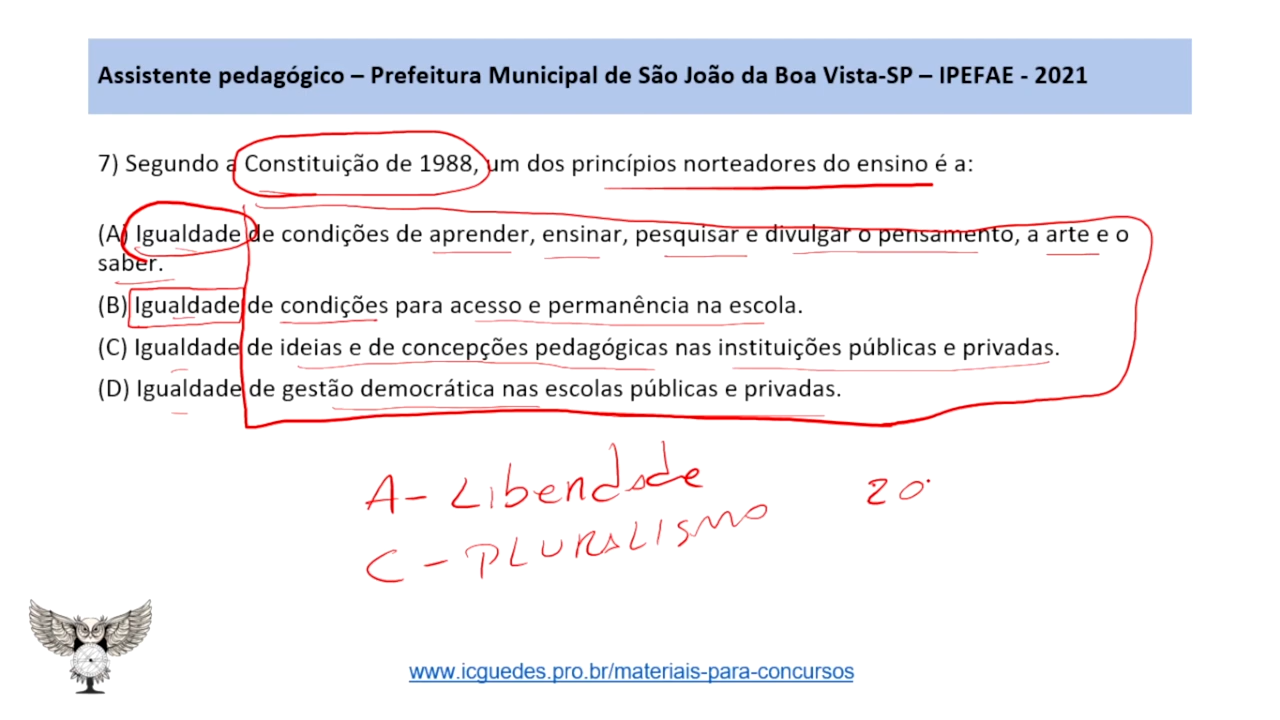 Assistente pedagógico – Prefeitura Municipal de São João da Boa Vista-SP – IPEFAE - 2021
7) Segundo a Constituição de 1988, um dos princípios norteadores do ensino é a:
(A) Igualdade de condições de aprender, ensinar, pesquisar e divulgar o pensamento, a arte e o
saber.
(B) Igualdade de condições para acesso e permanência na escola.
(C) Igualdade de ideias e de concepções pedagógicas nas instituições públicas e privadas.
(D) Igualdade de gestão democrática nas escolas públicas e privadas.
A - Liberdade
20
C - PLURALISMO
www.icguedes.pro.br/materiais-para-concursos